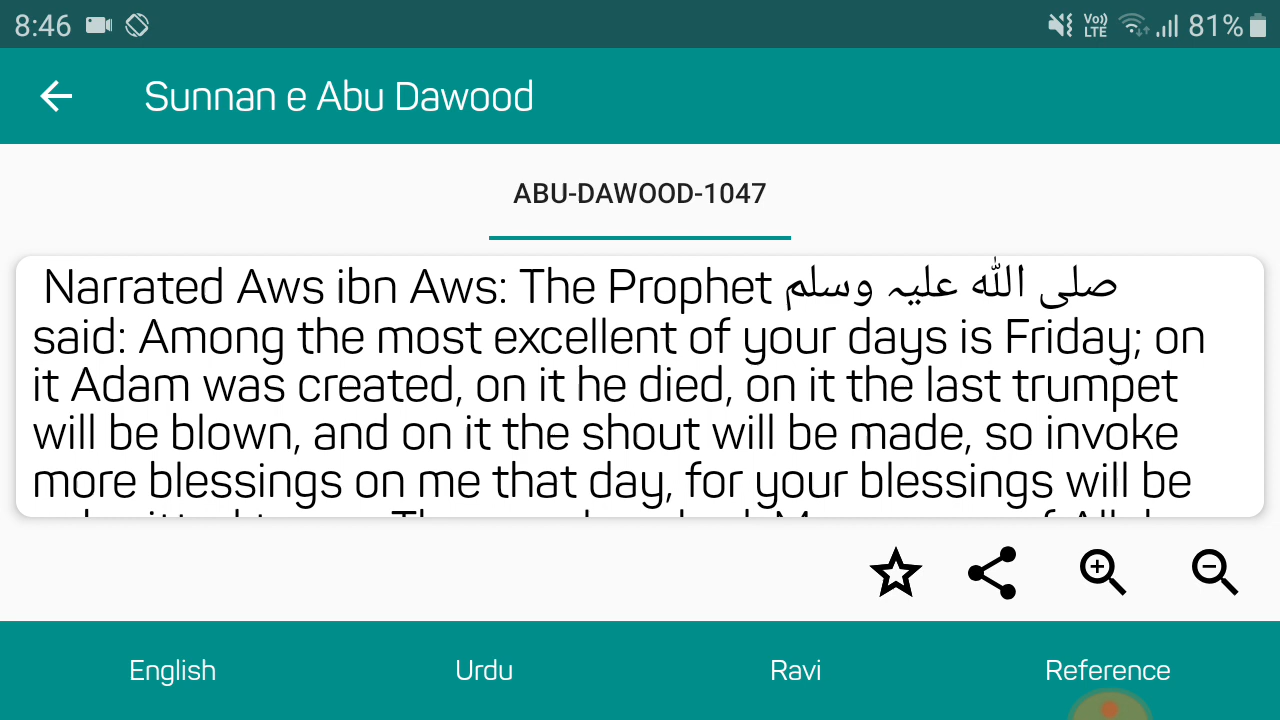 8:46 Vo)) LTE 81%
Sunnan e Abu Dawood
ABU-DAWOOD-1047
Narrated Aws ibn Aws: The Prophet صلی اللہ علیہ وسلم
said: Among the most excellent of your days is Friday; on
it Adam was created, on it he died, on it the last trumpet
will be blown, and on it the shout will be made, so invoke
more blessings on me that day, for your blessings will be
English Urdu Ravi Reference